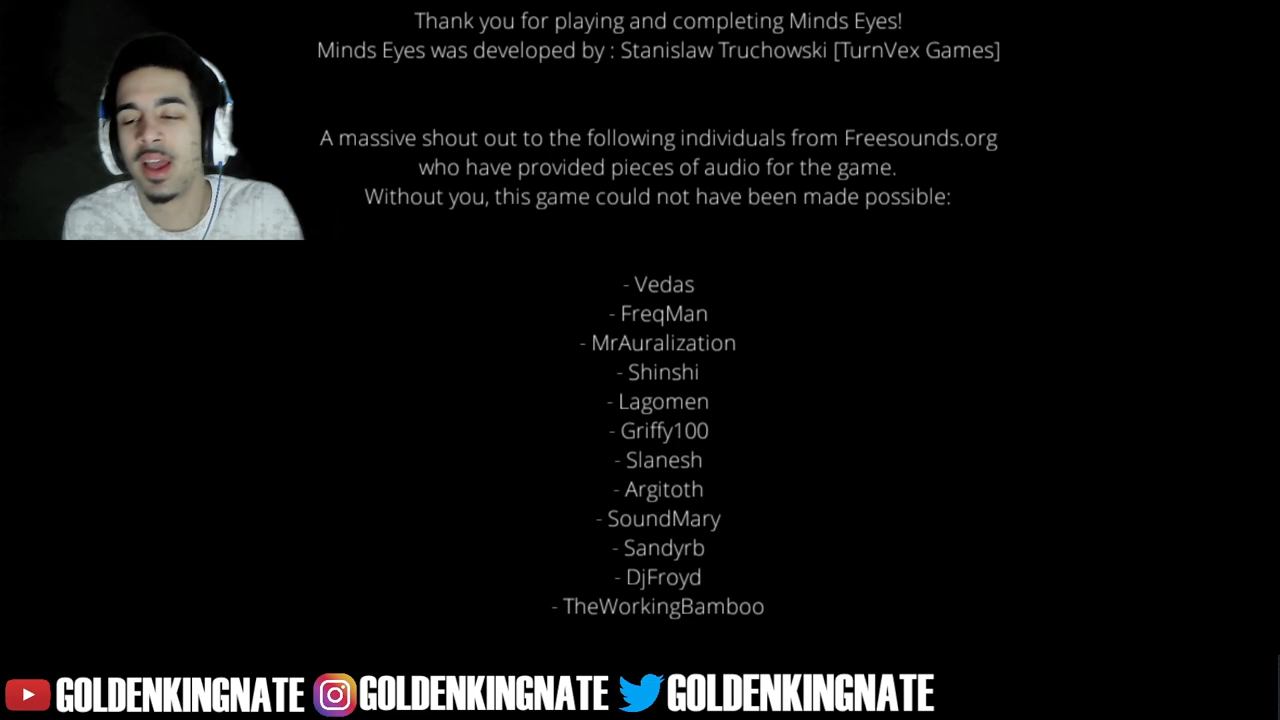 Thank you for playing and completing Minds Eyes!
Minds Eyes was developed by : Stanislaw Truchowski [TurnVex Games]
A massive shout out to the following individuals from Freesounds.org
who have provided pieces of audio for the game.
Without you, this game could not have been made possible:
- Vedas
- FreqMan
- MrAuralization
- Shinshi
- Lagomen
- Griffy100
- Slanesh
- Argitoth
- SoundMary
- Sandyrb
- DjFroyd
- TheWorkingBamboo
GOLDENKINGNATE GOLDENKINGNATE GOLDENKINGNATE